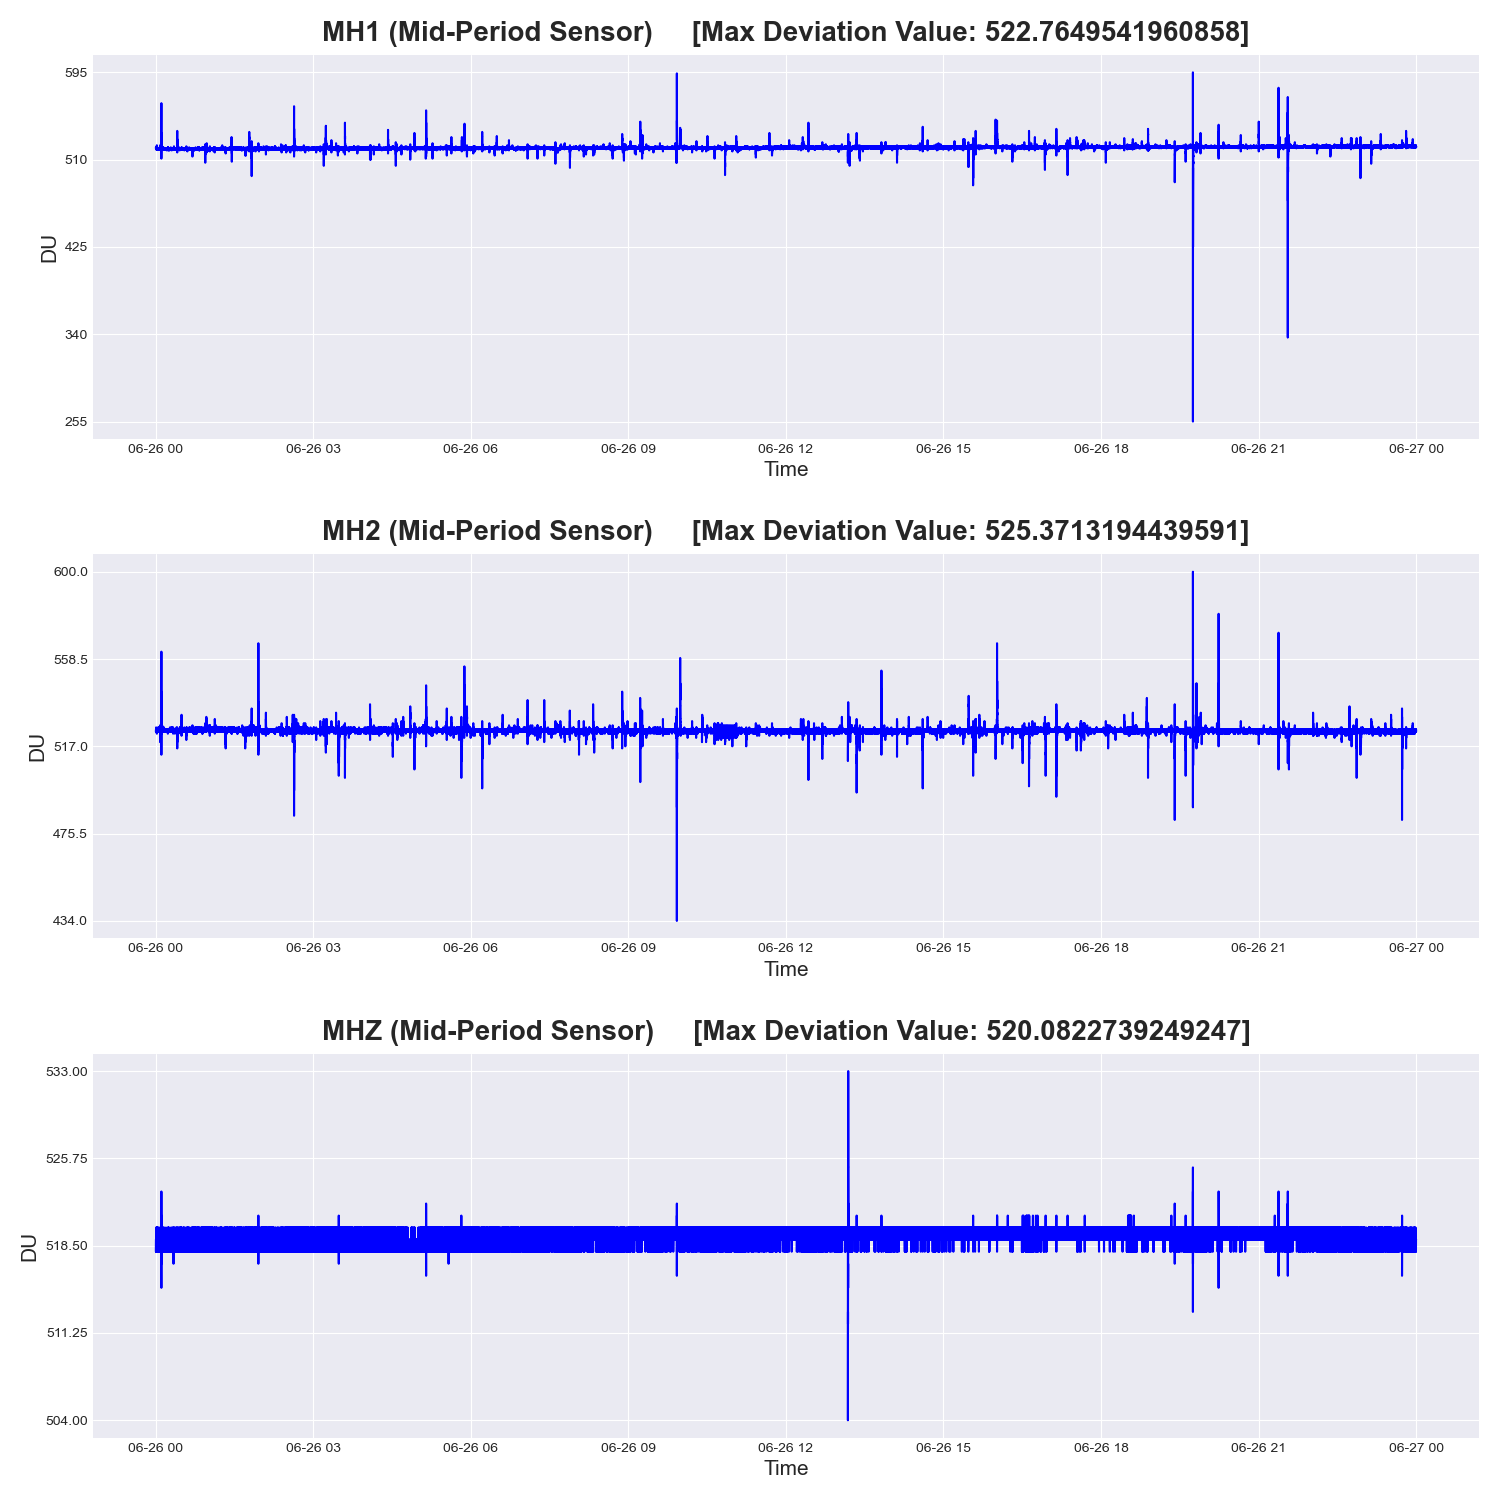 MH1 (Mid-Period Sensor) [Max Deviation Value: 522.7649541960858]
595
510
425
340
255
DU
06-26 00 06-26 03 06-26 06 06-26 09 06-26 12 06-26 15 06-26 18 06-26 21 06-27 00
Time
MH2 (Mid-Period Sensor) [Max Deviation Value: 525.3713194439591]
600.0
558.5
517.0
475.5
434.0
DU
06-26 00 06-26 03 06-26 06 06-26 09 06-26 12 06-26 15 06-26 18 06-26 21 06-27 00
Time
MHZ (Mid-Period Sensor) [Max Deviation Value: 520.0822739249247]
533.00
525.75
518.50
511.25
504.00
DU
06-26 00 06-26 03 06-26 06 06-26 09 06-26 12 06-26 15 06-26 18 06-26 21 06-27 00
Time